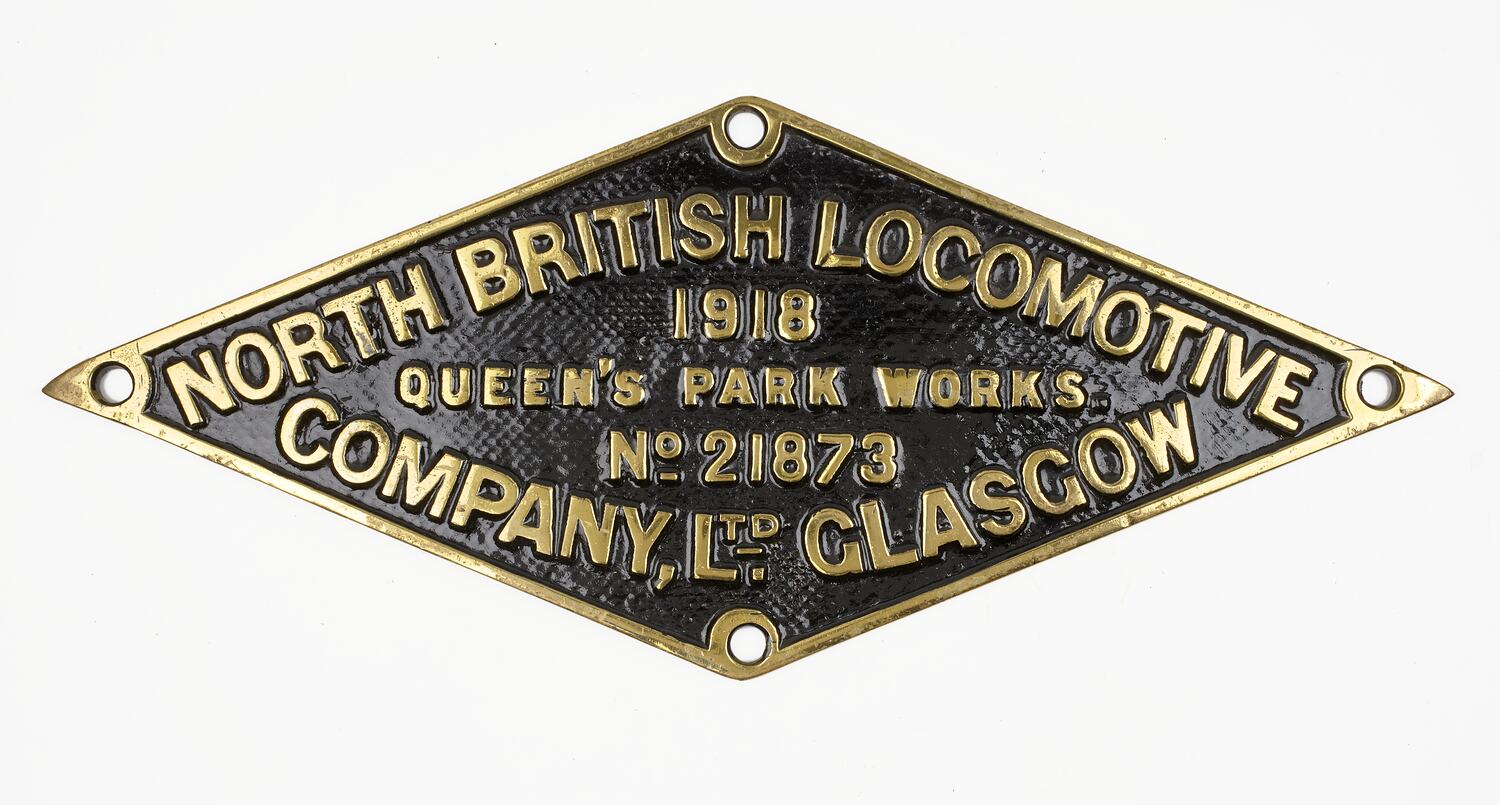 NORTH BRITISH LOCOMOTIVE
1918
QUEEN'S PARK WORKS
Nº 21873
COMPANY, LTD. GLASGOW